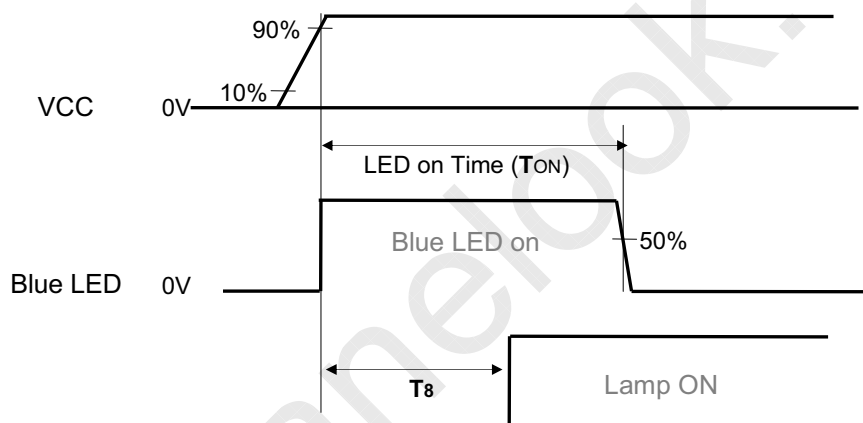 90%
10%
VCC 0V
LED on Time (TON)
Blue LED on
50%
Blue LED 0V
T8
Lamp ON